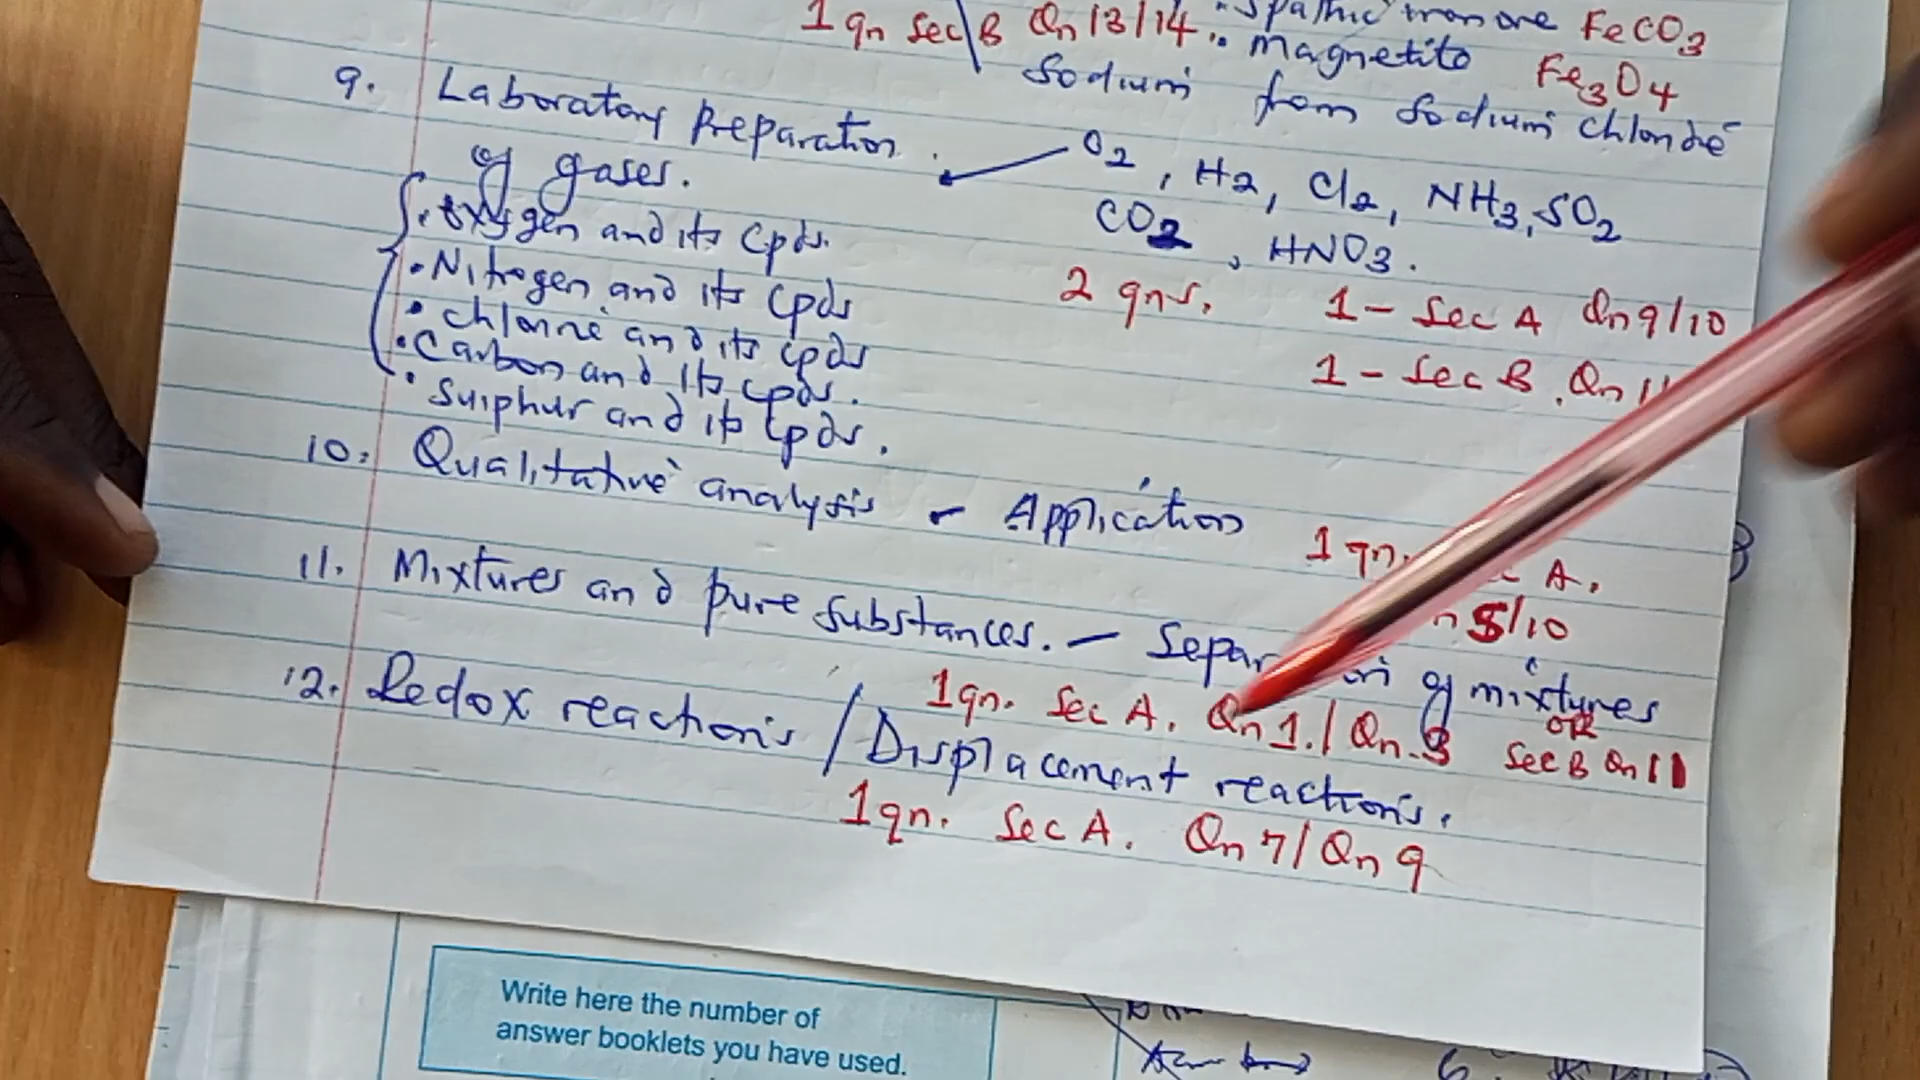 1 qn Sec B Qn 13/14 . spathic iron ore FeCO3
. magnetite Fe3O4
Sodium from Sodium chloride
9. Laboratory preparation
of gases.
O2, H2, Cl2, NH3, SO2
CO2, HNO3.
. oxygen and its cpds.
. Nitrogen and its cpds
. chlorine and its cpds
. Carbon and its cpds.
. Sulphur and its cpds.
2 qns. 1 - Sec A Qn 9/10
1 - Sec B. Qn
10. Qualitative analysis - Application
1 qn. A.
5/10
11. Mixtures and pure substances. - of mixtures
1 qn. Sec A. Qn 1./Qn. 3 OR Sec B Qn 11
12. Redox reactions / Displacement reactions.
1 qn. Sec A. Qn 7/Qn 9
Write here the number of
answer booklets you have used.